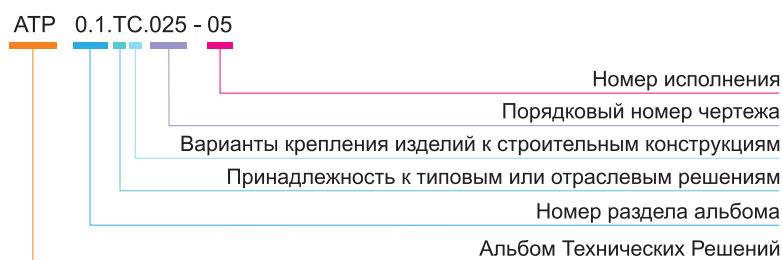 АТР 0.1.ТС.025 - 05
Номер исполнения
Порядковый номер чертежа
Варианты крепления изделий к строительным конструкциям
Принадлежность к типовым или отраслевым решениям
Номер раздела альбома
Альбом Технических Решений